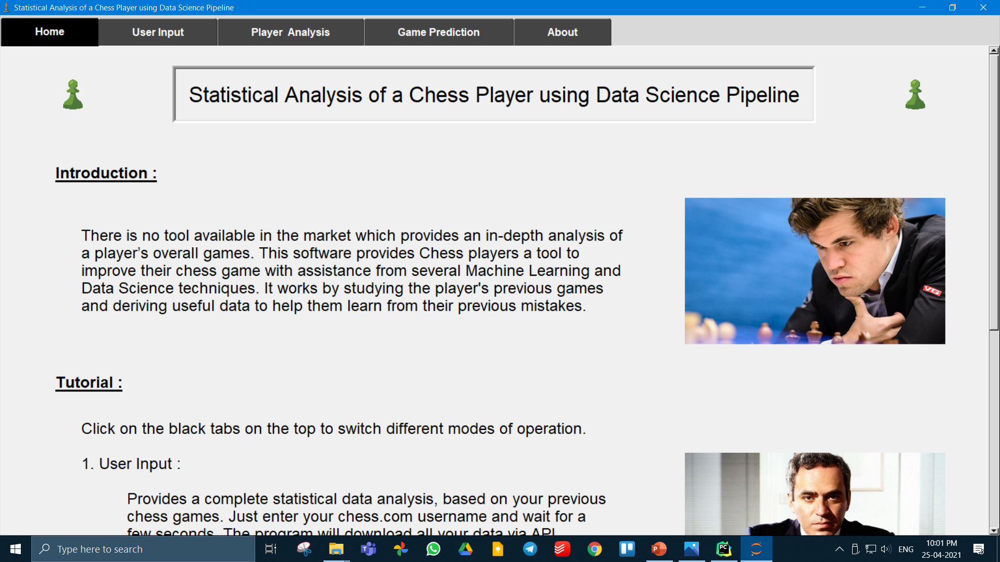 Statistical Analysis of a Chess Player using Data Science Pipeline
Home
User Input
Player Analysis
Game Prediction
About
Statistical Analysis of a Chess Player using Data Science Pipeline
Introduction :
There is no tool available in the market which provides an in-depth analysis of
a player’s overall games. This software provides Chess players a tool to
improve their chess game with assistance from several Machine Learning and
Data Science techniques. It works by studying the player's previous games
and deriving useful data to help them learn from their previous mistakes.
VG
Tutorial :
Click on the black tabs on the top to switch different modes of operation.
1. User Input :
Provides a complete statistical data analysis, based on your previous
chess games. Just enter your chess.com username and wait for a
few seconds. The program will download all your data via API
Type here to search
ENG
10:01 PM
25-04-2021